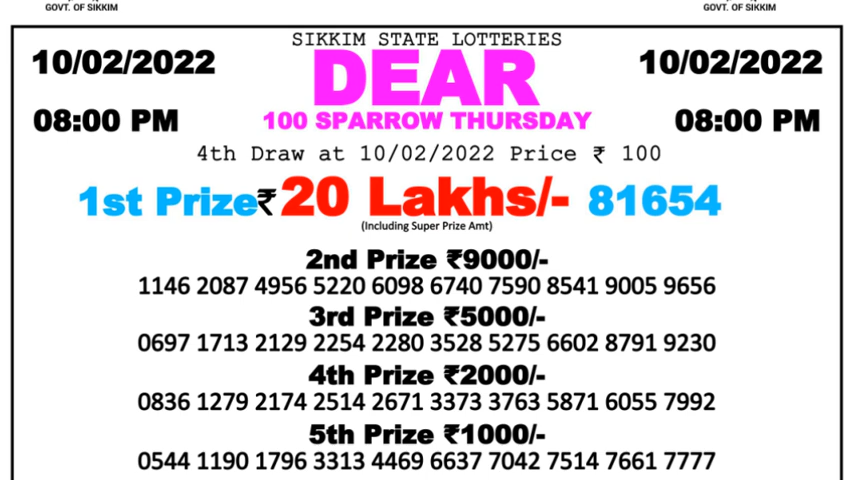 GOVT. OF SIKKIM GOVT. OF SIKKIM
SIKKIM STATE LOTTERIES
10/02/2022 DEAR 10/02/2022
08:00 PM 100 SPARROW THURSDAY 08:00 PM
4th Draw at 10/02/2022 Price ₹ 100
1st Prize₹ 20 Lakhs/- 81654
(Including Super Prize Amt)
2nd Prize ₹9000/-
1146 2087 4956 5220 6098 6740 7590 8541 9005 9656
3rd Prize ₹5000/-
0697 1713 2129 2254 2280 3528 5275 6602 8791 9230
4th Prize ₹2000/-
0836 1279 2174 2514 2671 3373 3763 5871 6055 7992
5th Prize ₹1000/-
0544 1190 1796 3313 4469 6637 7042 7514 7661 7777